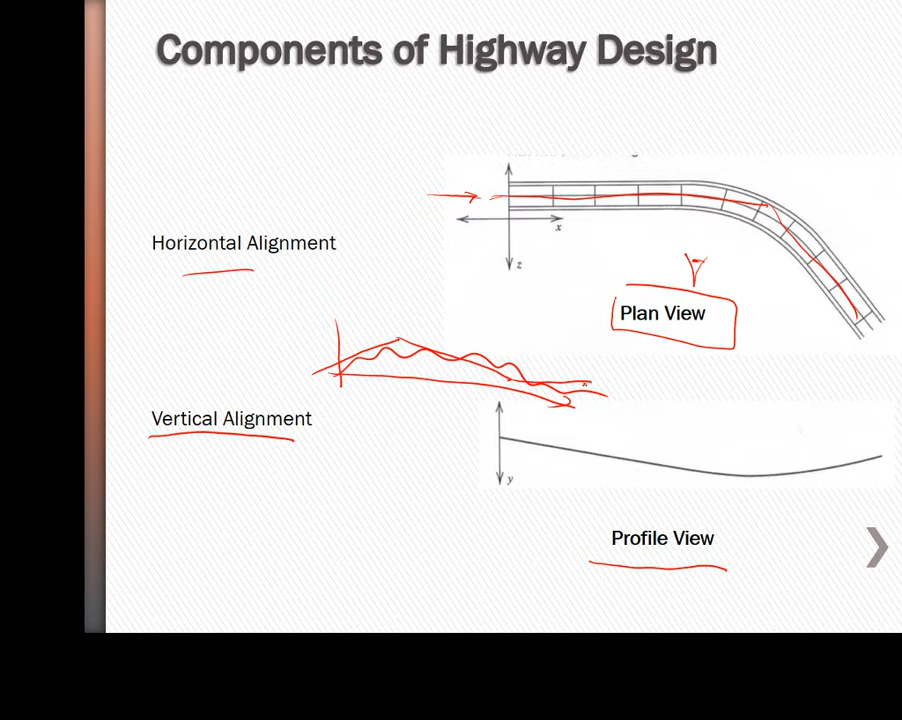 Components of Highway Design
x
Horizontal Alignment
z
Plan View
Vertical Alignment
y
Profile View